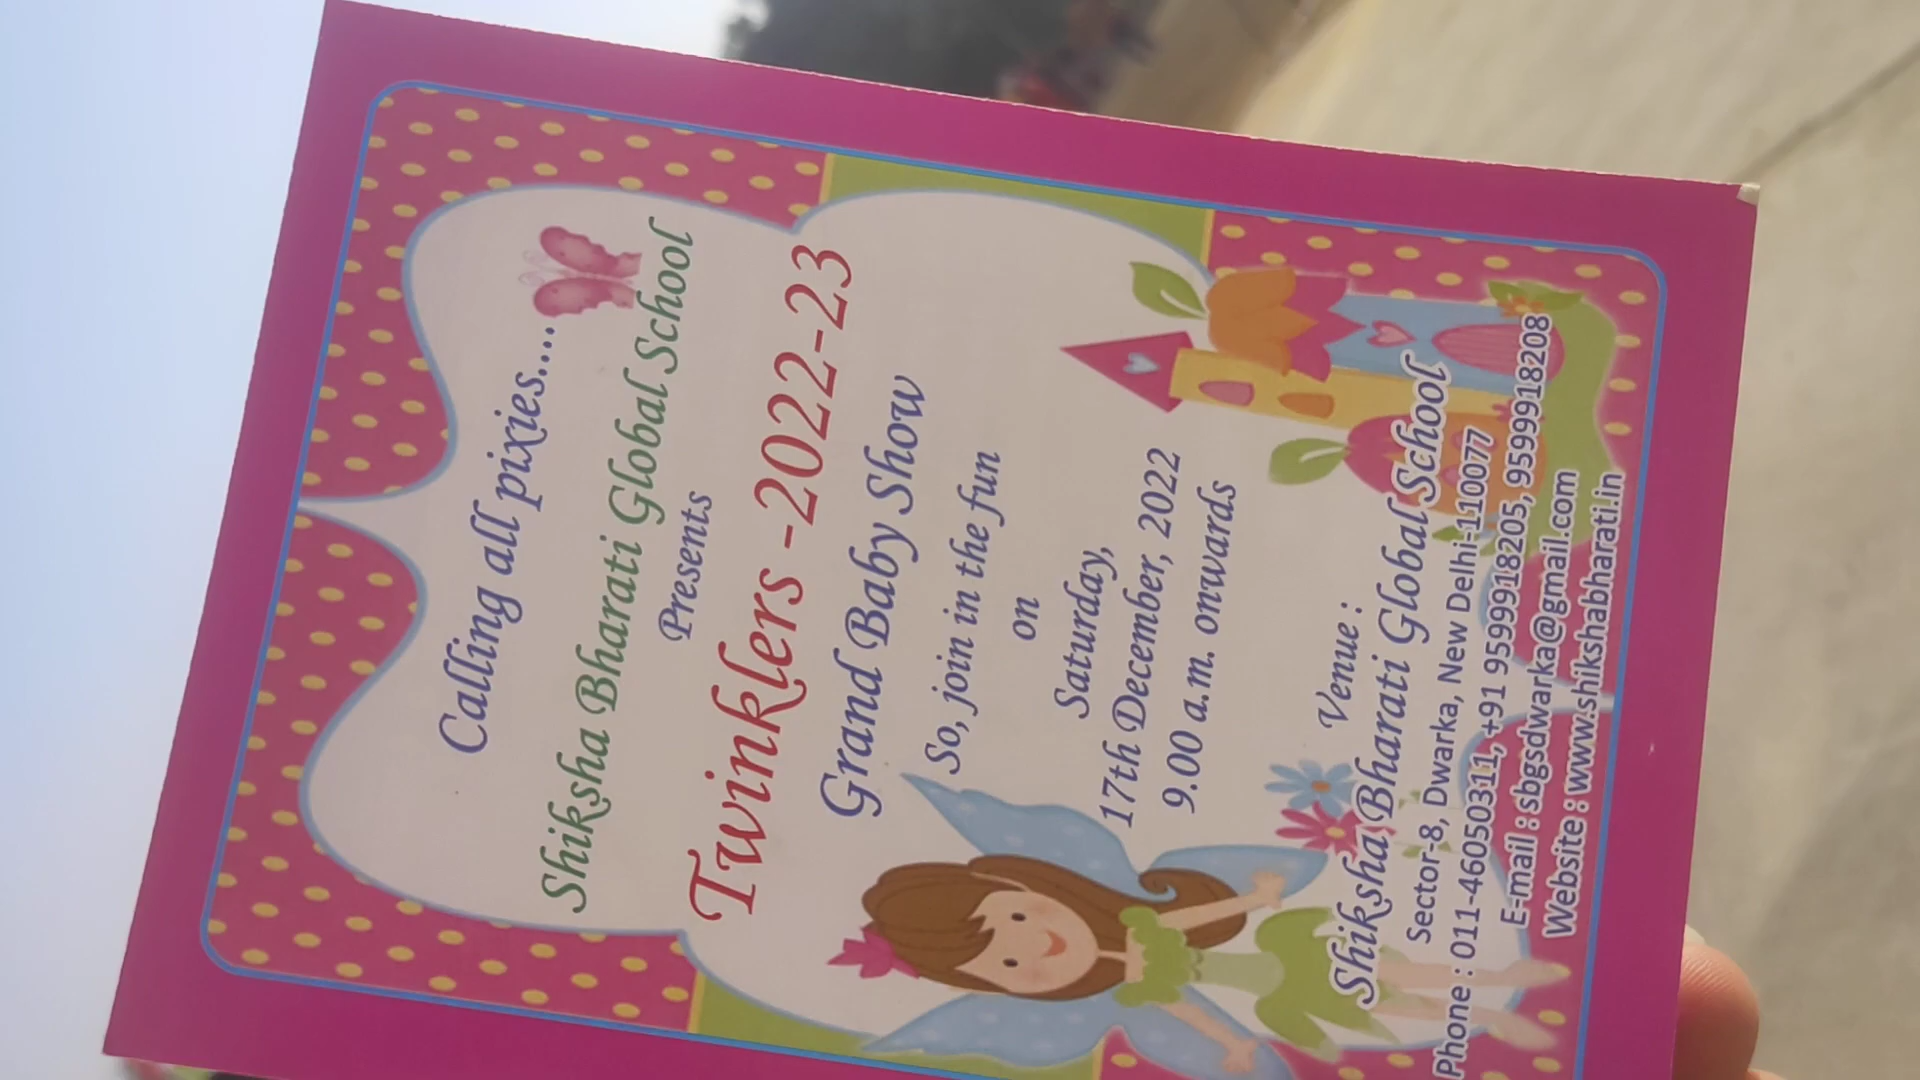 Calling all pixies....
Shiksha Bharati Global School
Presents
Twinklers -2022-23
Grand Baby Show
So, join in the fun
on
Saturday,
17th December, 2022
9.00 a.m. onwards
Venue :
Shiksha Bharati Global School
Sector-8, Dwarka, New Delhi-110077
Phone : 011-46050311, +91 9599918205, 9599918208
E-mail : sbgsdwarka@gmail.com
Website : www.shikshabharati.in